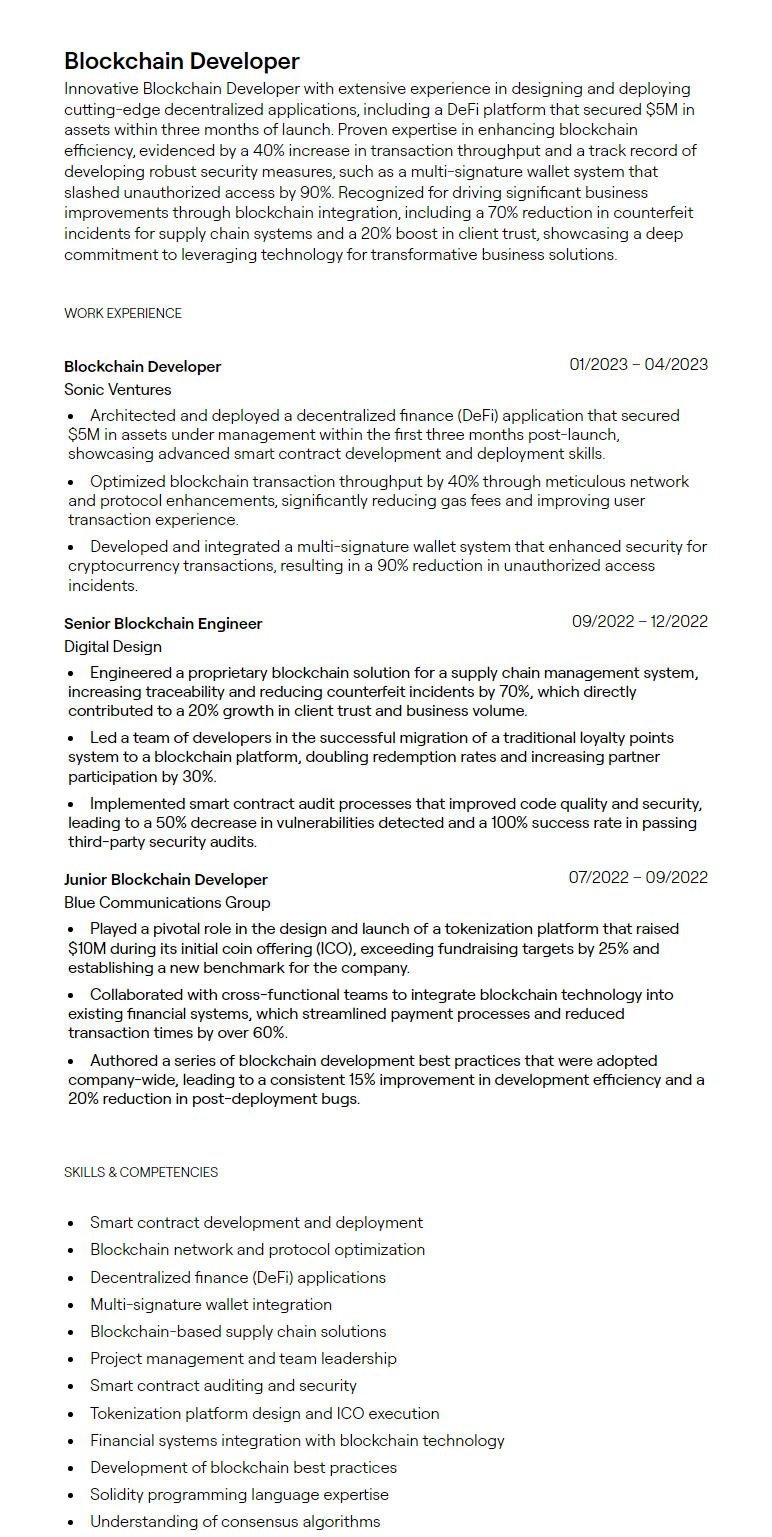 Blockchain Developer
Innovative Blockchain Developer with extensive experience in designing and deploying
cutting-edge decentralized applications, including a DeFi platform that secured $5M in
assets within three months of launch. Proven expertise in enhancing blockchain
efficiency, evidenced by a 40% increase in transaction throughput and a track record of
developing robust security measures, such as a multi-signature wallet system that
slashed unauthorized access by 90%. Recognized for driving significant business
improvements through blockchain integration, including a 70% reduction in counterfeit
incidents for supply chain systems and a 20% boost in client trust, showcasing a deep
commitment to leveraging technology for transformative business solutions.
WORK EXPERIENCE
Blockchain Developer 01/2023 – 04/2023
Sonic Ventures
• Architected and deployed a decentralized finance (DeFi) application that secured
$5M in assets under management within the first three months post-launch,
showcasing advanced smart contract development and deployment skills.
• Optimized blockchain transaction throughput by 40% through meticulous network
and protocol enhancements, significantly reducing gas fees and improving user
transaction experience.
• Developed and integrated a multi-signature wallet system that enhanced security for
cryptocurrency transactions, resulting in a 90% reduction in unauthorized access
incidents.
Senior Blockchain Engineer 09/2022 – 12/2022
Digital Design
• Engineered a proprietary blockchain solution for a supply chain management system,
increasing traceability and reducing counterfeit incidents by 70%, which directly
contributed to a 20% growth in client trust and business volume.
• Led a team of developers in the successful migration of a traditional loyalty points
system to a blockchain platform, doubling redemption rates and increasing partner
participation by 30%.
• Implemented smart contract audit processes that improved code quality and security,
leading to a 50% decrease in vulnerabilities detected and a 100% success rate in passing
third-party security audits.
Junior Blockchain Developer 07/2022 – 09/2022
Blue Communications Group
• Played a pivotal role in the design and launch of a tokenization platform that raised
$10M during its initial coin offering (ICO), exceeding fundraising targets by 25% and
establishing a new benchmark for the company.
• Collaborated with cross-functional teams to integrate blockchain technology into
existing financial systems, which streamlined payment processes and reduced
transaction times by over 60%.
• Authored a series of blockchain development best practices that were adopted
company-wide, leading to a consistent 15% improvement in development efficiency and a
20% reduction in post-deployment bugs.
SKILLS & COMPETENCIES
• Smart contract development and deployment
• Blockchain network and protocol optimization
• Decentralized finance (DeFi) applications
• Multi-signature wallet integration
• Blockchain-based supply chain solutions
• Project management and team leadership
• Smart contract auditing and security
• Tokenization platform design and ICO execution
• Financial systems integration with blockchain technology
• Development of blockchain best practices
• Solidity programming language expertise
• Understanding of consensus algorithms